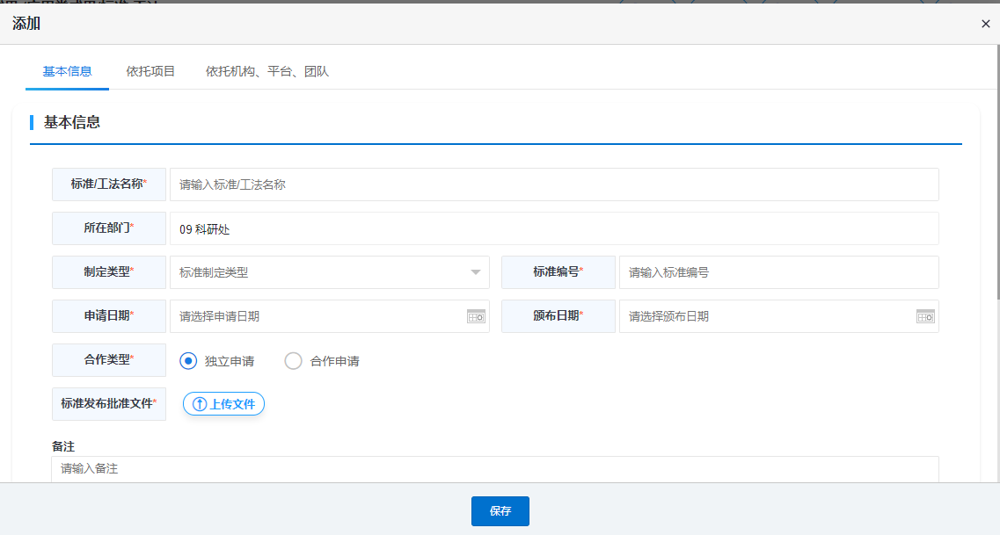 添加
×
基本信息 依托项目 依托机构、平台、团队
基本信息
标准/工法名称* 请输入标准/工法名称
所在部门* 09 科研处
制定类型* 标准制定类型 标准编号* 请输入标准编号
申请日期* 请选择申请日期 颁布日期* 请选择颁布日期
合作类型* 独立申请 合作申请
标准发布批准文件* 上传文件
备注
请输入备注
保存